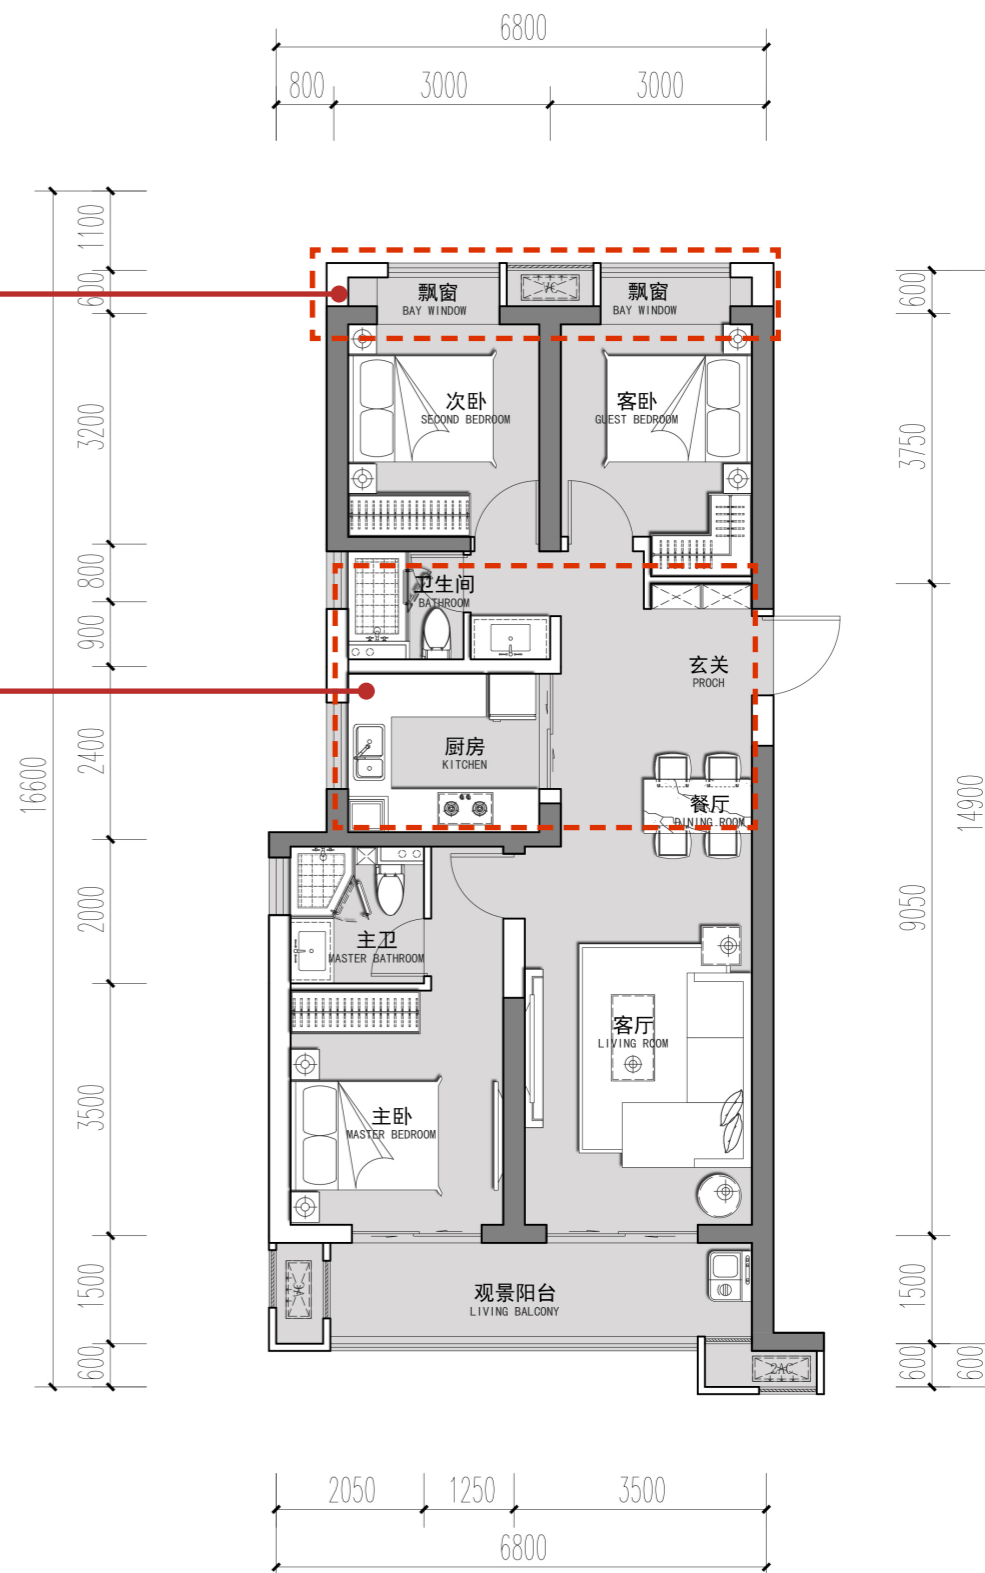 6800
800
3000
3000
1100
600
3200
800
900
2400
2000
3500
1500
600
16600
600
3750
9050
1500
600
14900
600
飘窗
BAY WINDOW
AC
飘窗
BAY WINDOW
次卧
SECOND BEDROOM
客卧
GUEST BEDROOM
卫生间
BATHROOM
玄关
PROCH
厨房
KITCHEN
餐厅
DINING ROOM
主卫
MASTER BATHROOM
客厅
LIVING ROOM
主卧
MASTER BEDROOM
AC
观景阳台
LIVING BALCONY
2AC
2050
1250
3500
6800